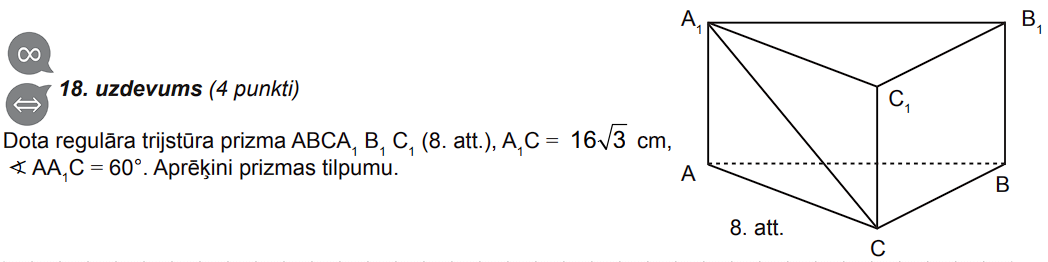 18. uzdevums (4 punkti)
Dota regulāra trijstūra prizma ABCA₁ B₁ C₁ (8. att.), A₁C = 16√3 cm,
∢ AA₁C = 60°. Aprēķini prizmas tilpumu.
A₁
B₁
C₁
A
B
8. att.
C